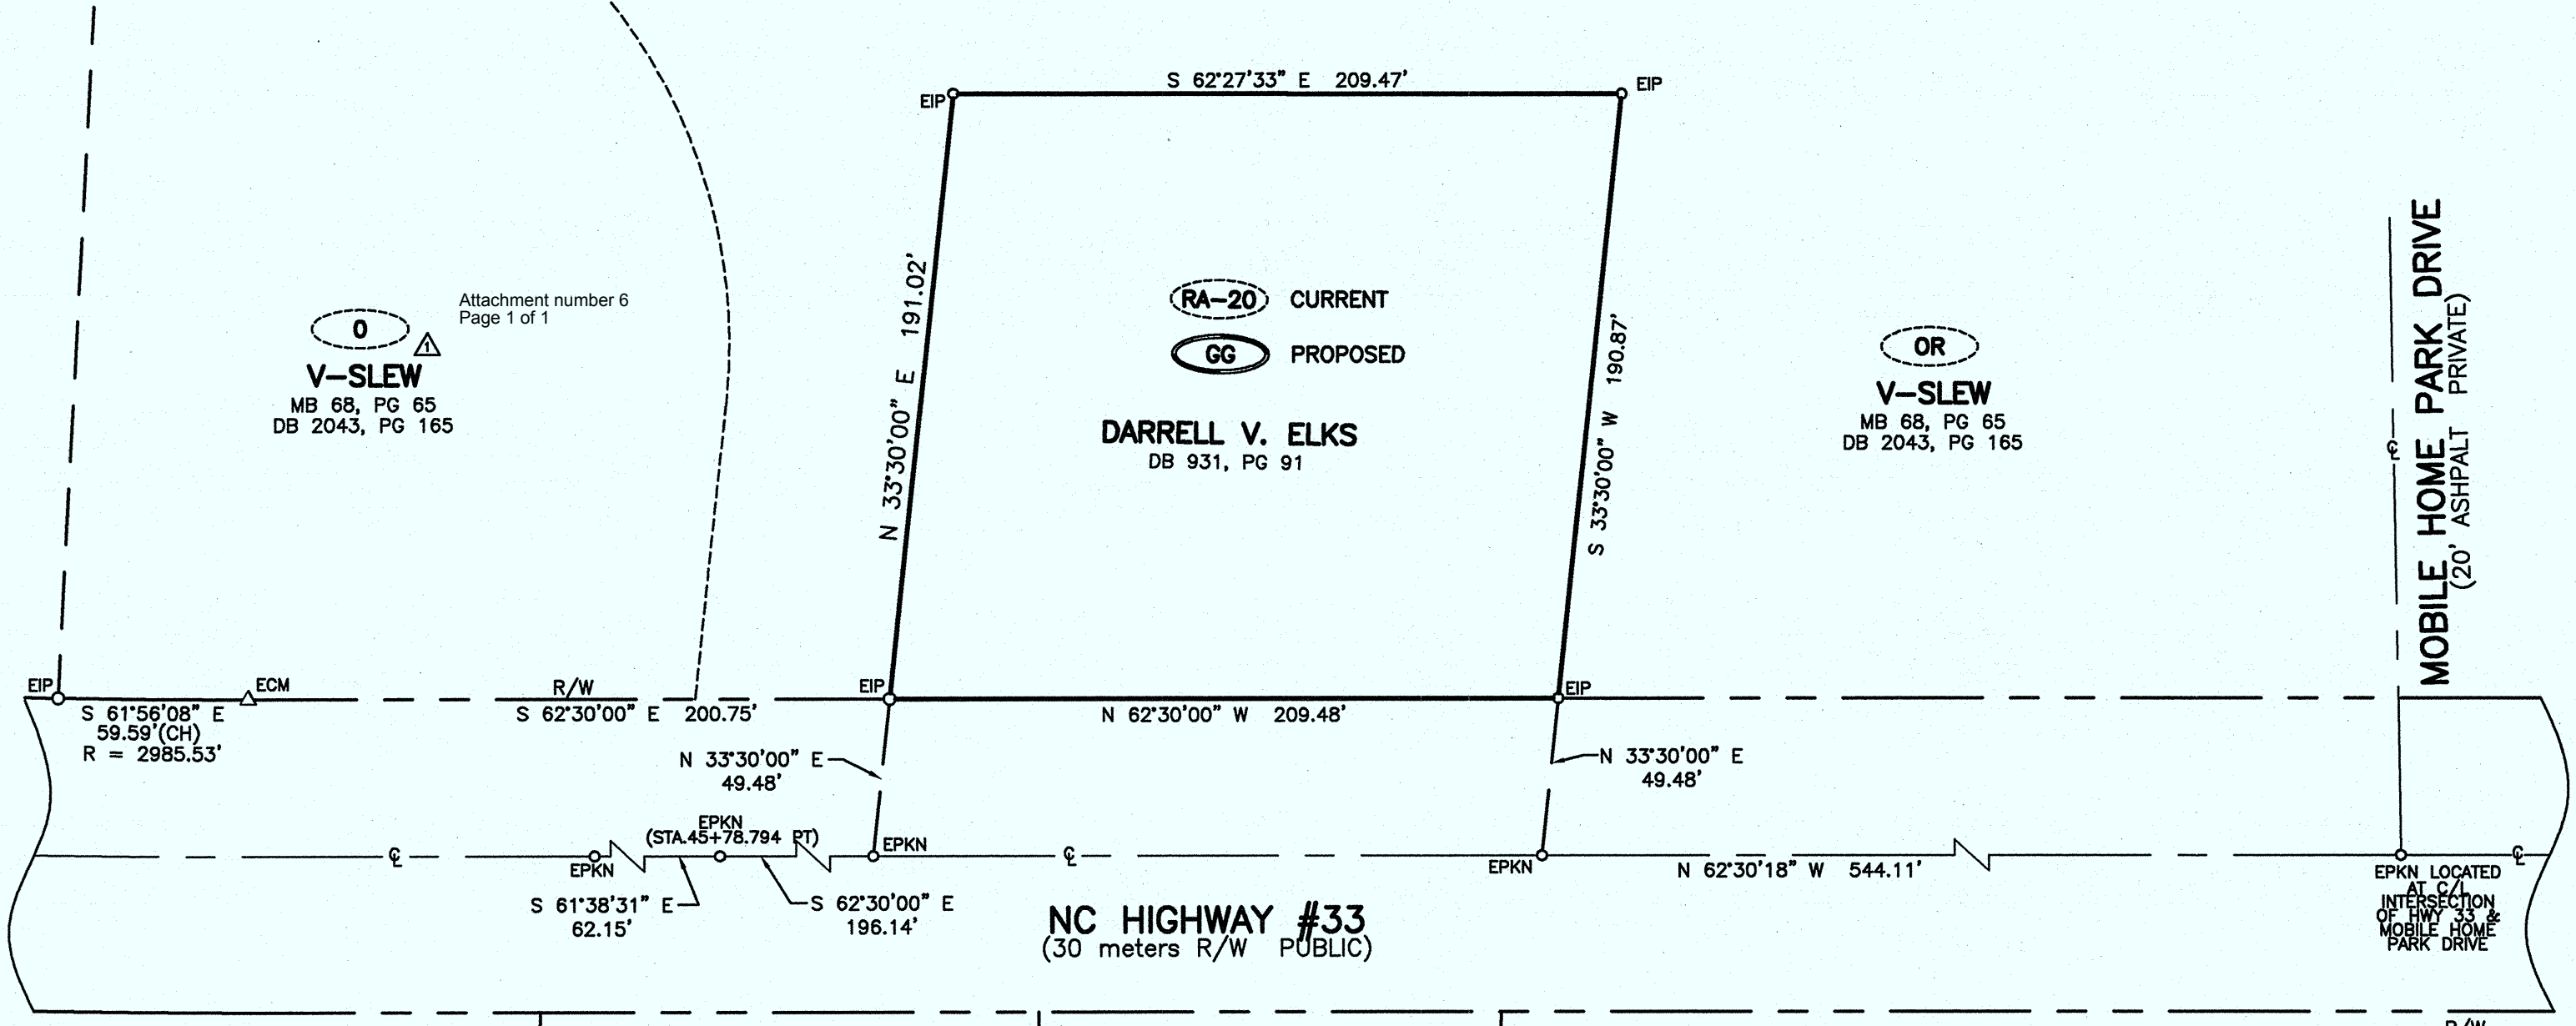 S 62°27'33" E 209.47'
EIP
EIP
N 33°30'00" E 191.02'
S 33°30'00" W 190.87'
RA-20 CURRENT
GG PROPOSED
DARRELL V. ELKS
DB 931, PG 91
Attachment number 6
Page 1 of 1
O
1
V-SLEW
MB 68, PG 65
DB 2043, PG 165
OR
V-SLEW
MB 68, PG 65
DB 2043, PG 165
MOBILE HOME PARK DRIVE
(20' ASHPALT PRIVATE)
℄
EIP
ECM
R/W
EIP
EIP
S 61°56'08" E
59.59'(CH)
R = 2985.53'
S 62°30'00" E 200.75'
N 62°30'00" W 209.48'
N 33°30'00" E
49.48'
N 33°30'00" E
49.48'
EPKN
(STA.45+78.794 PT)
EPKN
℄
EPKN
℄
EPKN
℄
S 61°38'31" E
62.15'
S 62°30'00" E
196.14'
N 62°30'18" W 544.11'
EPKN LOCATED
AT C/L
INTERSECTION
OF HWY 33 &
MOBILE HOME
PARK DRIVE
NC HIGHWAY #33
(30 meters R/W PUBLIC)
R/W